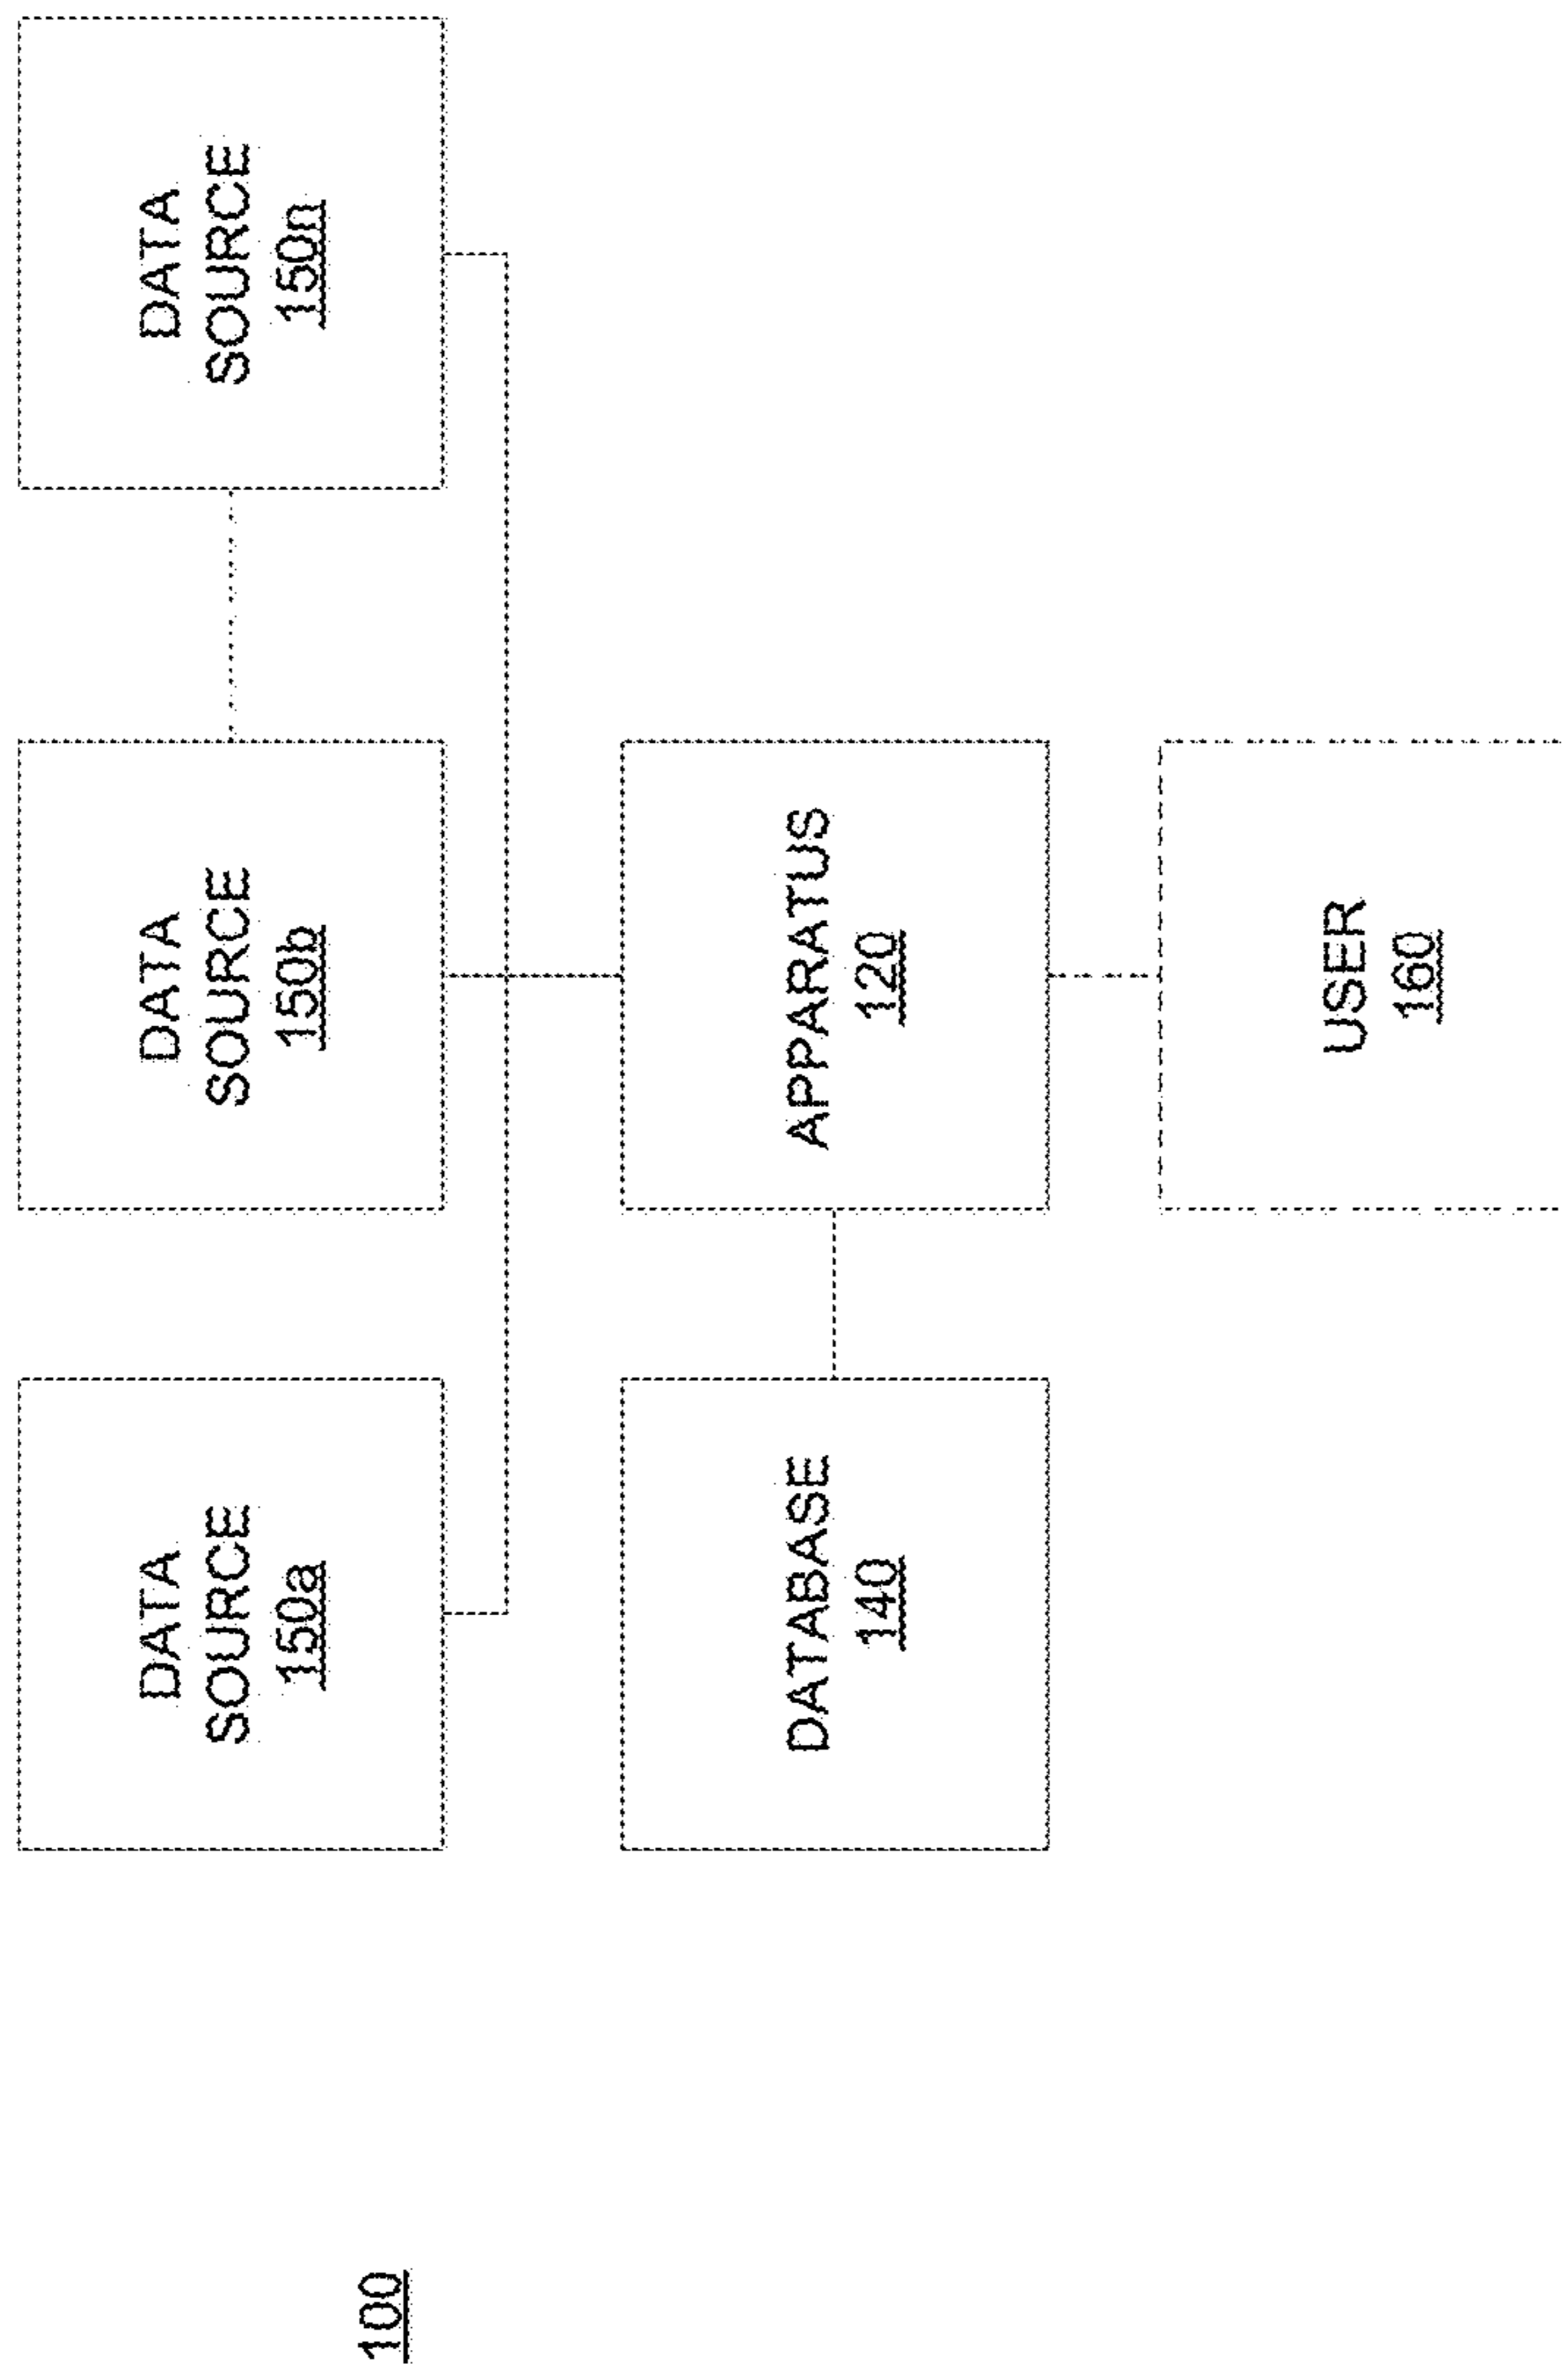 100
DATA
SOURCE
150a
DATA
SOURCE
150b
DATA
SOURCE
150n
DATABASE
140
APPARATUS
120
USER
160